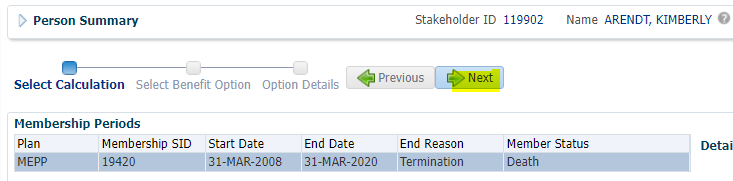 Person Summary Stakeholder ID 119902 Name ARENDT, KIMBERLY ?
Previous Next
Select Calculation Select Benefit Option Option Details
Membership Periods
Plan Membership SID Start Date End Date End Reason Member Status Detai
MEPP 19420 31-MAR-2008 31-MAR-2020 Termination Death